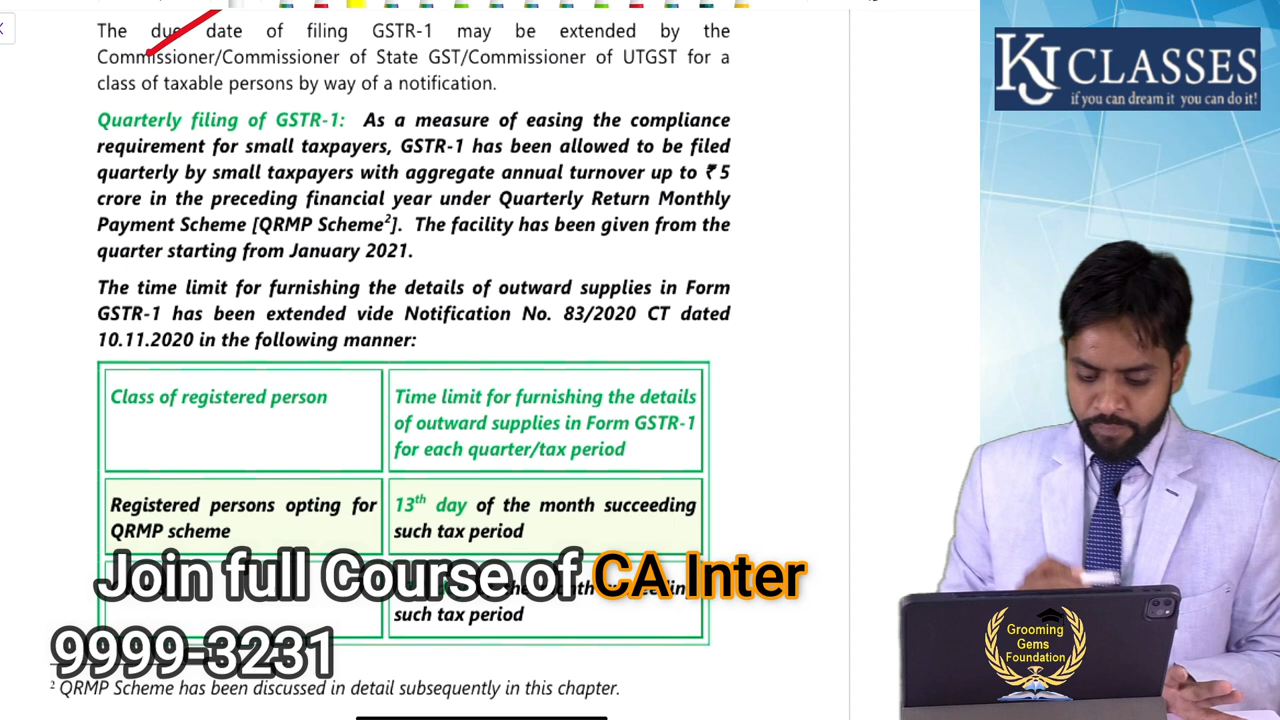 The due date of filing GSTR-1 may be extended by the
Commissioner/Commissioner of State GST/Commissioner of UTGST for a
class of taxable persons by way of a notification.
Quarterly filing of GSTR-1: As a measure of easing the compliance
requirement for small taxpayers, GSTR-1 has been allowed to be filed
quarterly by small taxpayers with aggregate annual turnover up to ₹ 5
crore in the preceding financial year under Quarterly Return Monthly
Payment Scheme [QRMP Scheme²]. The facility has been given from the
quarter starting from January 2021.
The time limit for furnishing the details of outward supplies in Form
GSTR-1 has been extended vide Notification No. 83/2020 CT dated
10.11.2020 in the following manner:
Class of registered person
Time limit for furnishing the details
of outward supplies in Form GSTR-1
for each quarter/tax period
Registered persons opting for
QRMP scheme
13th day of the month succeeding
such tax period
such tax period
Join full Course of CA Inter
9999-3231
² QRMP Scheme has been discussed in detail subsequently in this chapter.
KJ CLASSES
if you can dream it you can do it!
Grooming
Gems
Foundation